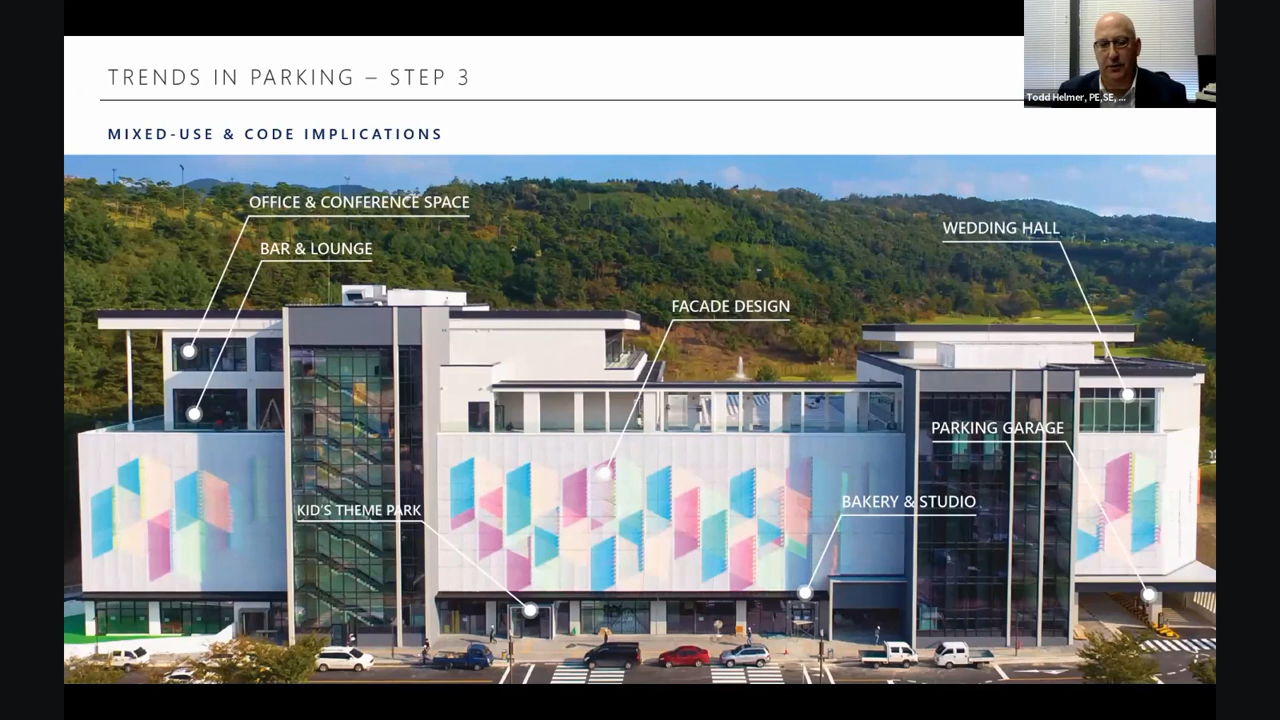 TRENDS IN PARKING – STEP 3
Todd Helmer, PE,SE, ...
MIXED-USE & CODE IMPLICATIONS
OFFICE & CONFERENCE SPACE
BAR & LOUNGE
WEDDING HALL
FACADE DESIGN
PARKING GARAGE
BAKERY & STUDIO
KID'S THEME PARK